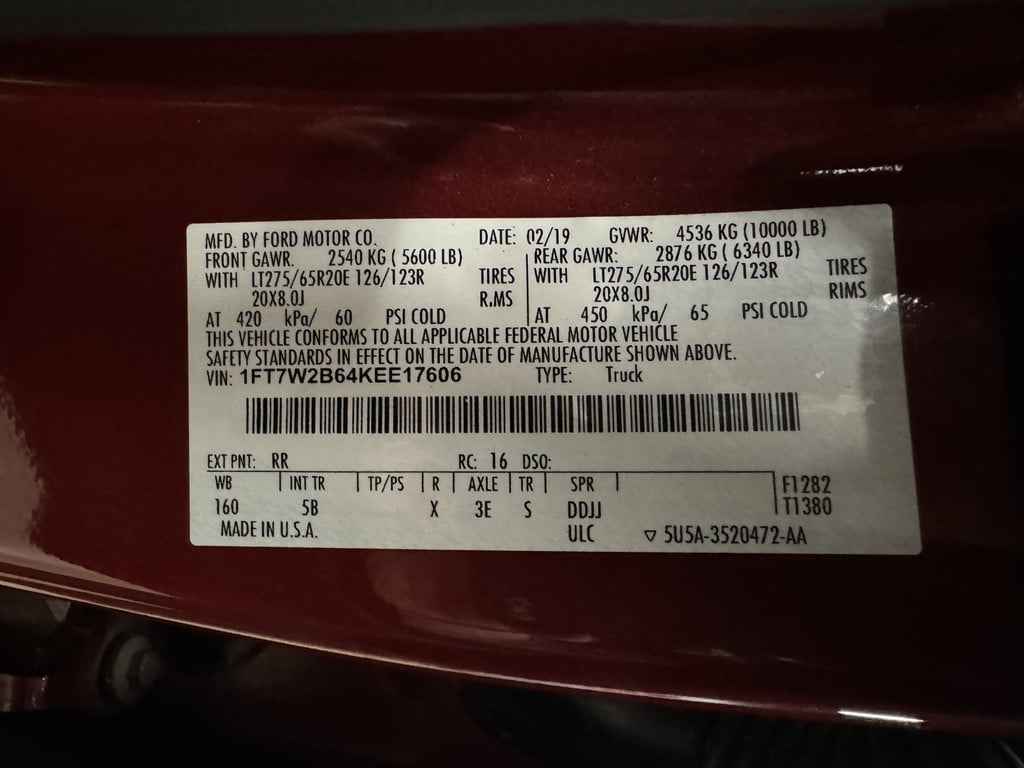 MFD. BY FORD MOTOR CO. DATE: 02/19 GVWR: 4536 KG (10000 LB)
FRONT GAWR: 2540 KG ( 5600 LB) REAR GAWR: 2876 KG ( 6340 LB)
WITH LT275/65R20E 126/123R TIRES WITH LT275/65R20E 126/123R TIRES
20X8.0J R.MS 20X8.0J RIMS
AT 420 kPa/ 60 PSI COLD AT 450 kPa/ 65 PSI COLD
THIS VEHICLE CONFORMS TO ALL APPLICABLE FEDERAL MOTOR VEHICLE
SAFETY STANDARDS IN EFFECT ON THE DATE OF MANUFACTURE SHOWN ABOVE.
VIN: 1FT7W2B64KEE17606 TYPE: Truck
EXT PNT: RR RC: 16 DSO:
WB INT TR TP/PS R AXLE TR SPR F1282
160 5B X 3E S DDJJ T1380
MADE IN U.S.A. ULC ▽ 5U5A-3520472-AA